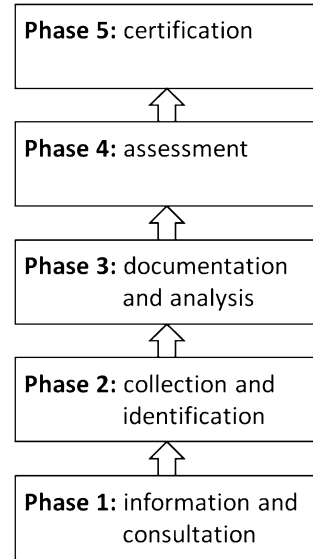 Phase 5: certification
Phase 4: assessment
Phase 3: documentation
and analysis
Phase 2: collection and
identification
Phase 1: information and
consultation